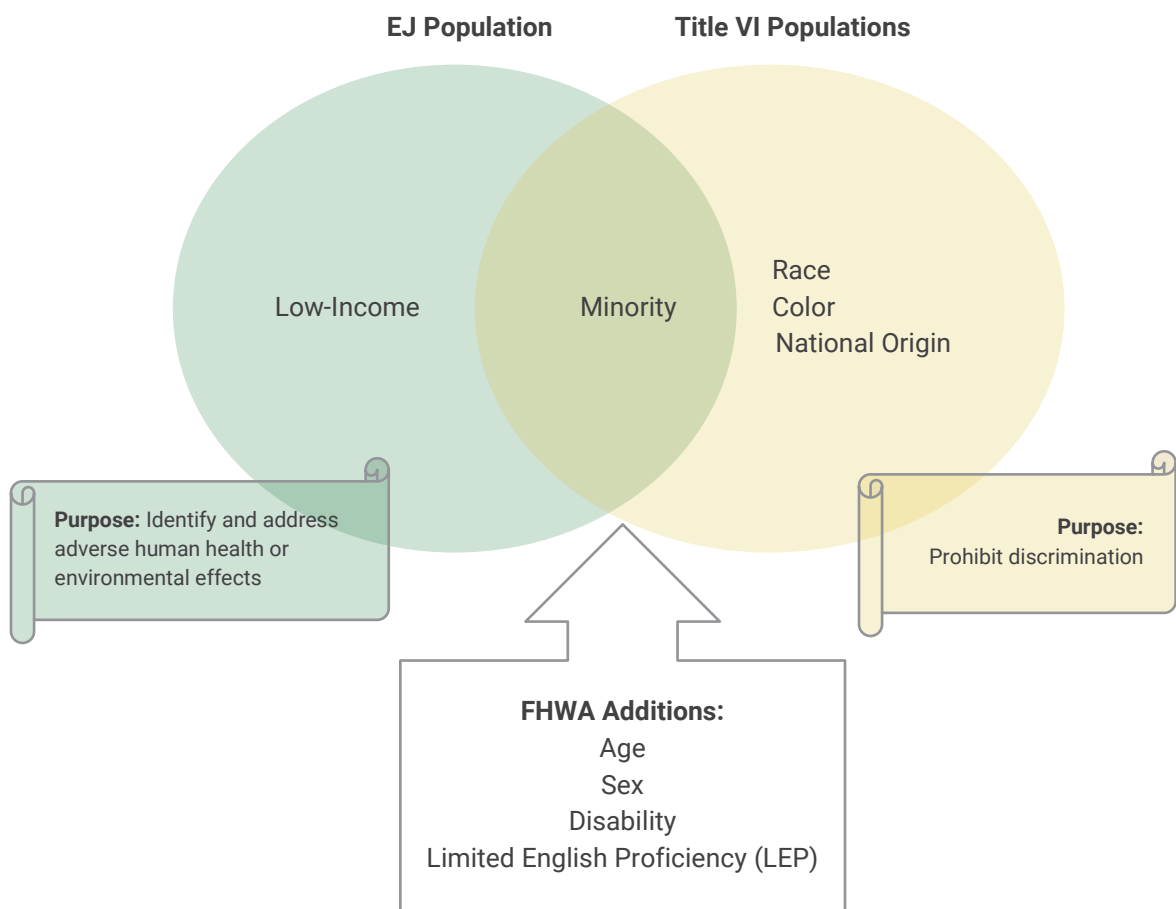 EJ Population
Title VI Populations
Low-Income
Minority
Race
Color
National Origin
Purpose: Identify and address
adverse human health or
environmental effects
Purpose:
Prohibit discrimination
FHWA Additions:
Age
Sex
Disability
Limited English Proficiency (LEP)